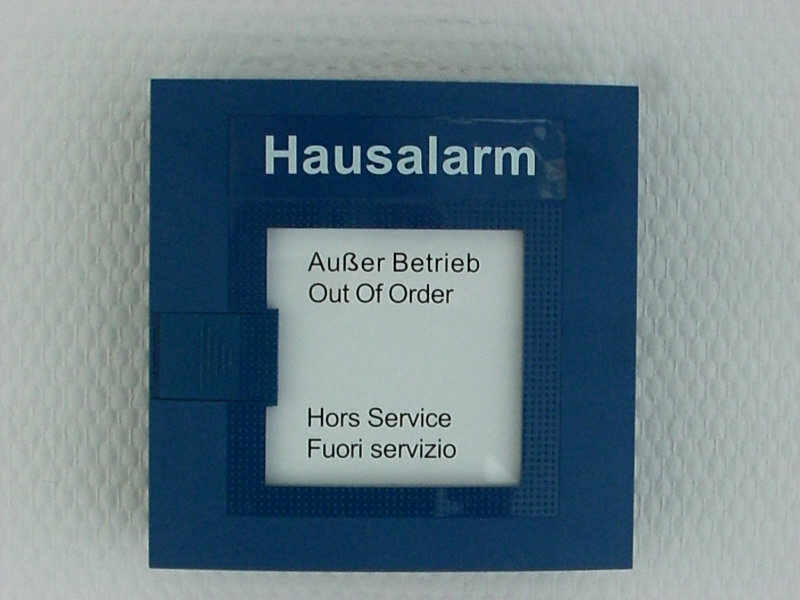 Hausalarm
Außer Betrieb
Out Of Order
Hors Service
Fuori servizio